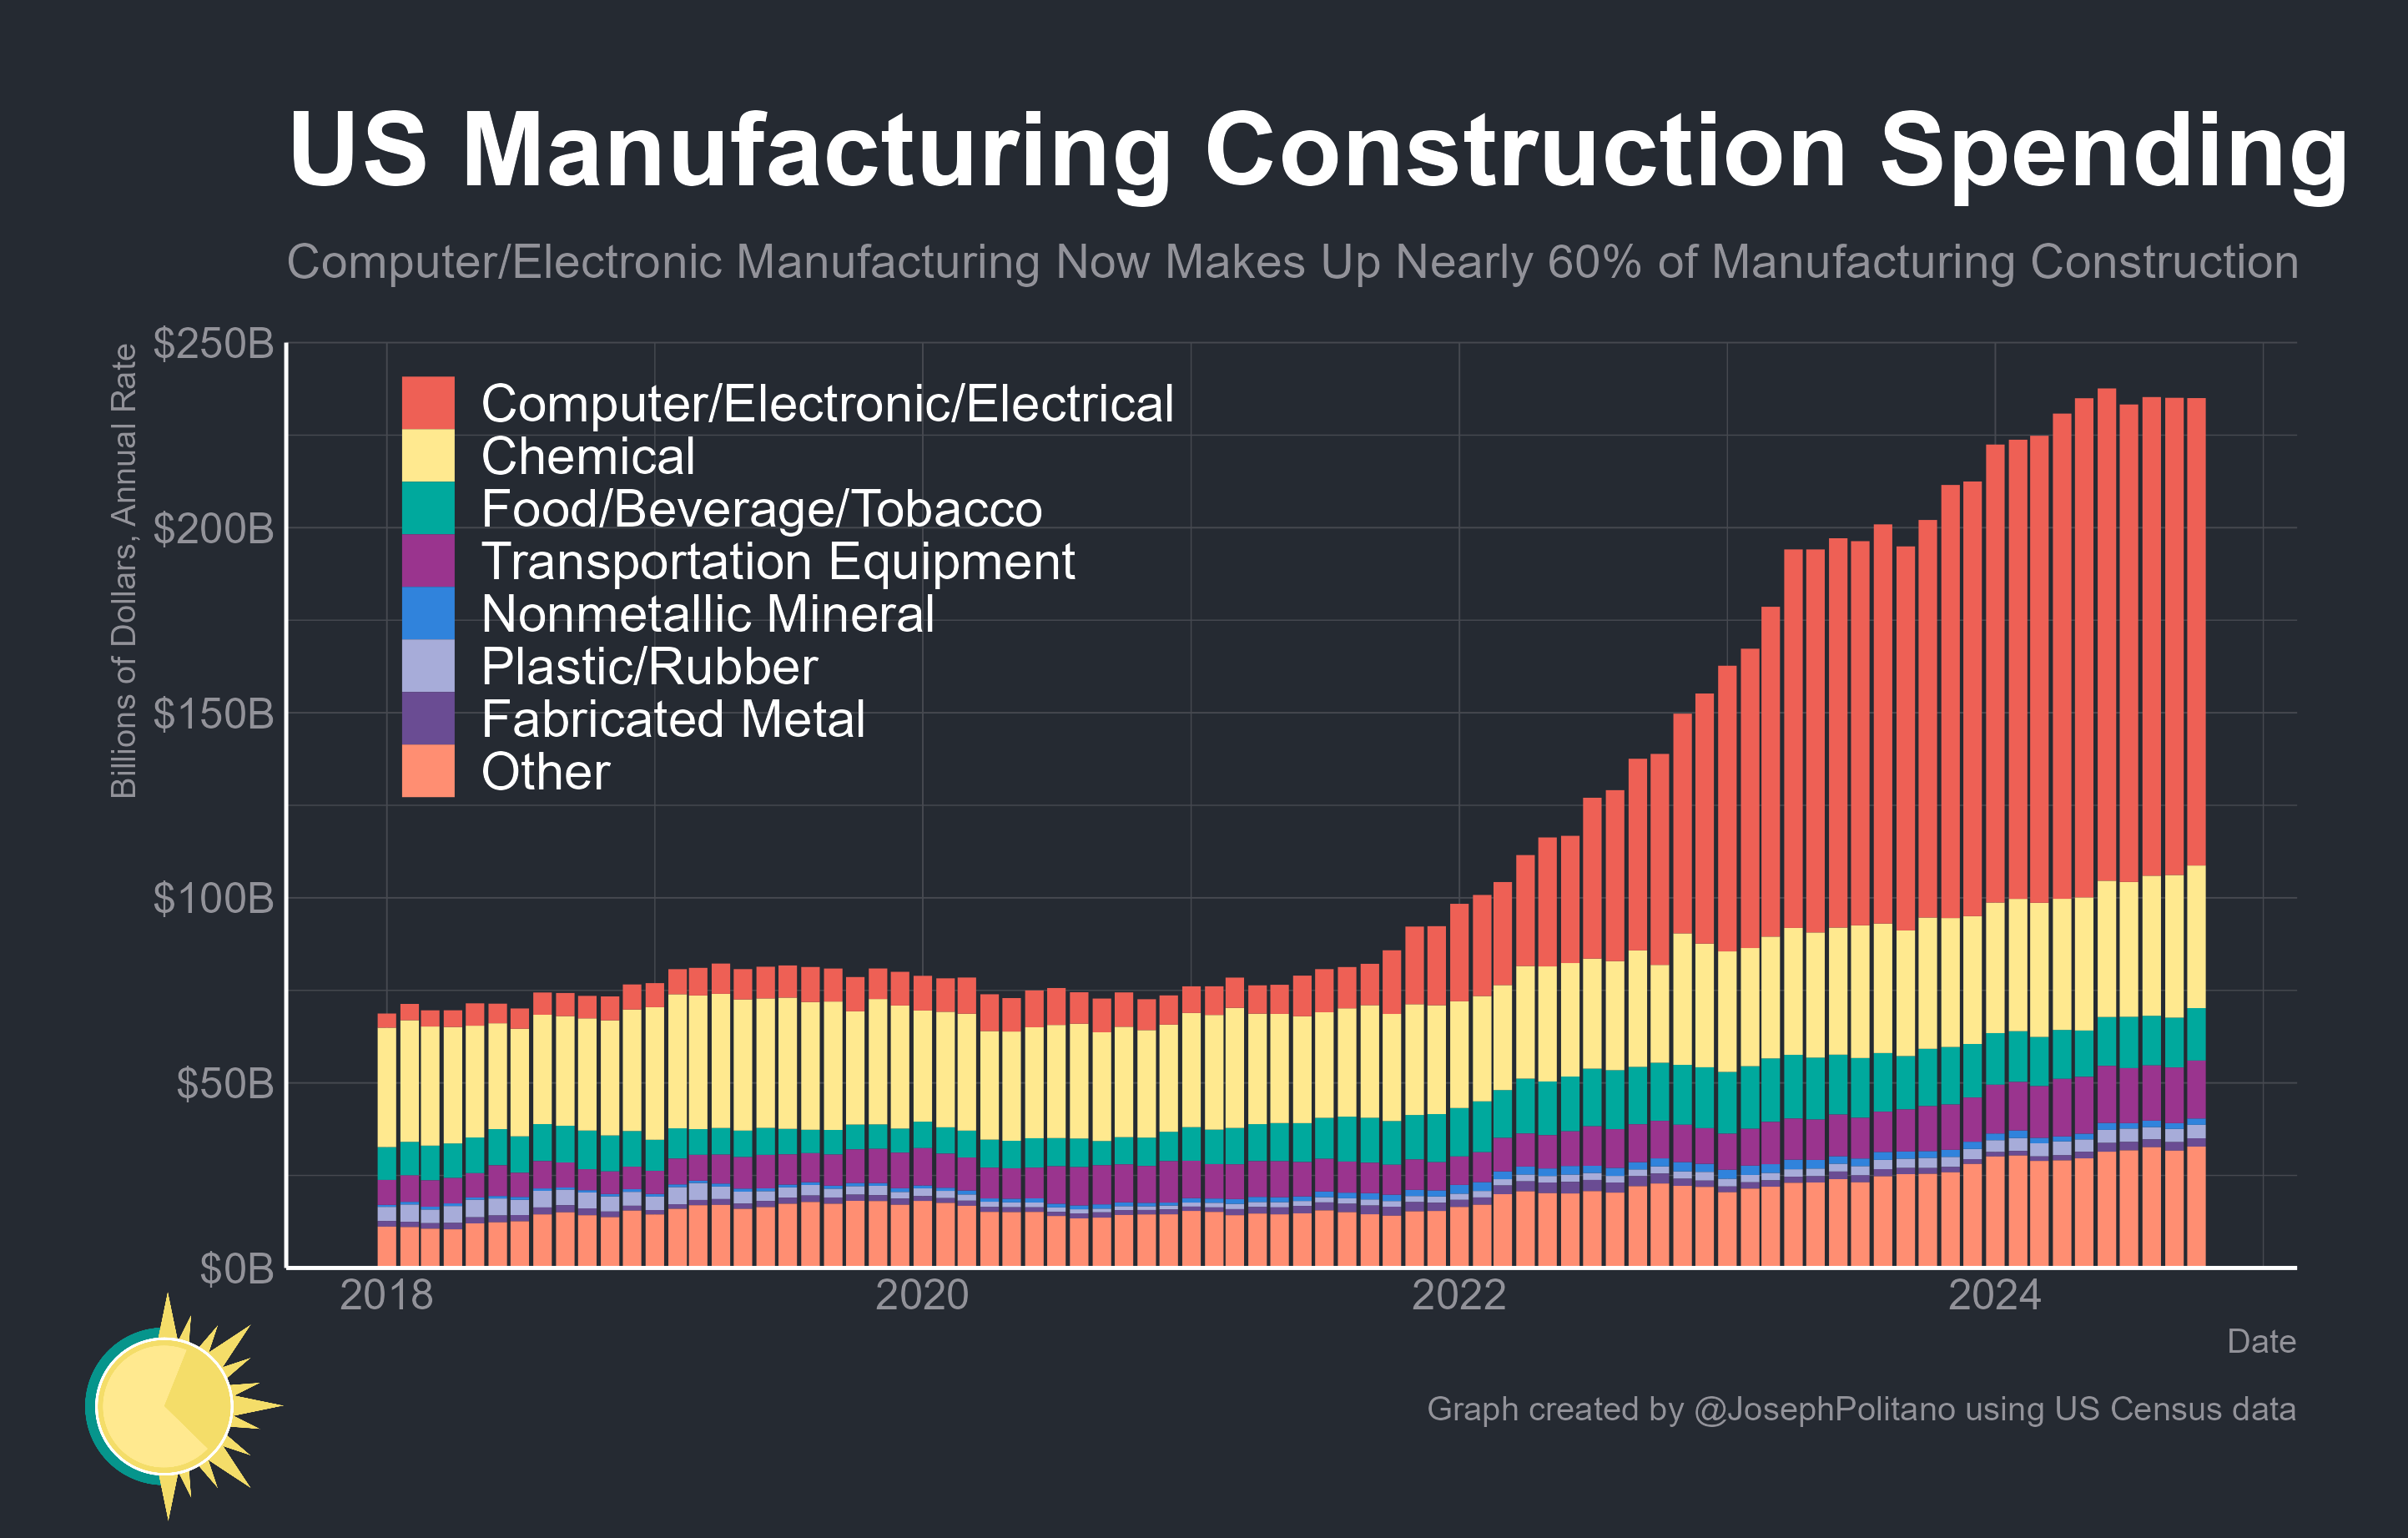 US Manufacturing Construction Spending
Computer/Electronic Manufacturing Now Makes Up Nearly 60% of Manufacturing Construction
Billions of Dollars, Annual Rate
$250B
$200B
$150B
$100B
$50B
$0B
Computer/Electronic/Electrical
Chemical
Food/Beverage/Tobacco
Transportation Equipment
Nonmetallic Mineral
Plastic/Rubber
Fabricated Metal
Other
2018 2020 2022 2024
Date
Graph created by @JosephPolitano using US Census data